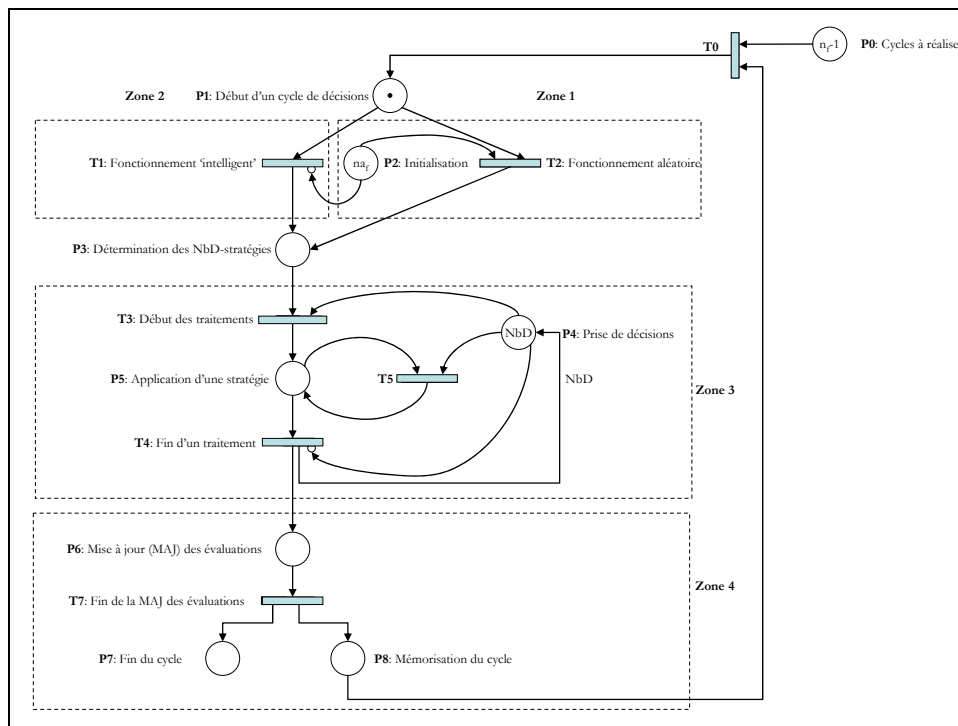 T0
n_f-1
P0: Cycles à réalise
Zone 2
P1: Début d'un cycle de décisions
Zone 1
T1: Fonctionnement 'intelligent'
na_f
P2: Initialisation
T2: Fonctionnement aléatoire
P3: Détermination des NbD-stratégies
T3: Début des traitements
NbD
P4: Prise de décisions
P5: Application d'une stratégie
T5
NbD
Zone 3
T4: Fin d'un traitement
P6: Mise à jour (MAJ) des évaluations
Zone 4
T7: Fin de la MAJ des évaluations
P7: Fin du cycle
P8: Mémorisation du cycle